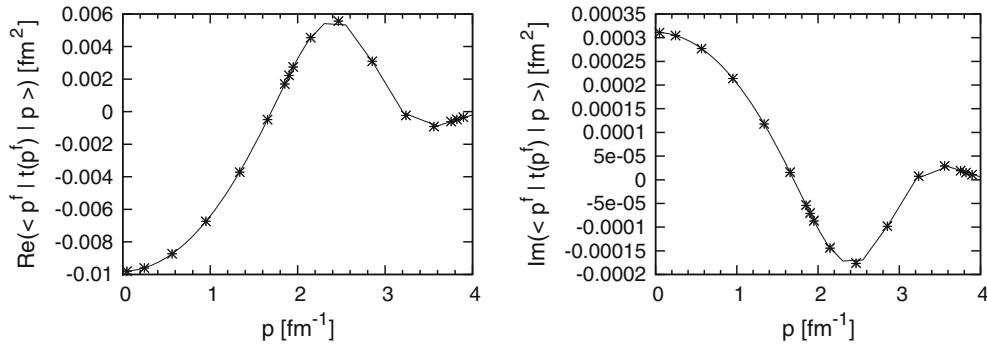 Re(< p^f | t(p^f) | p >) [fm^2]
0.006
0.004
0.002
0
-0.002
-0.004
-0.006
-0.008
-0.01
0 1 2 3 4
p [fm^-1]
Im(< p^f | t(p^f) | p >) [fm^2]
0.00035
0.0003
0.00025
0.0002
0.00015
0.0001
5e-05
0
-5e-05
-0.0001
-0.00015
-0.0002
0 1 2 3 4
p [fm^-1]